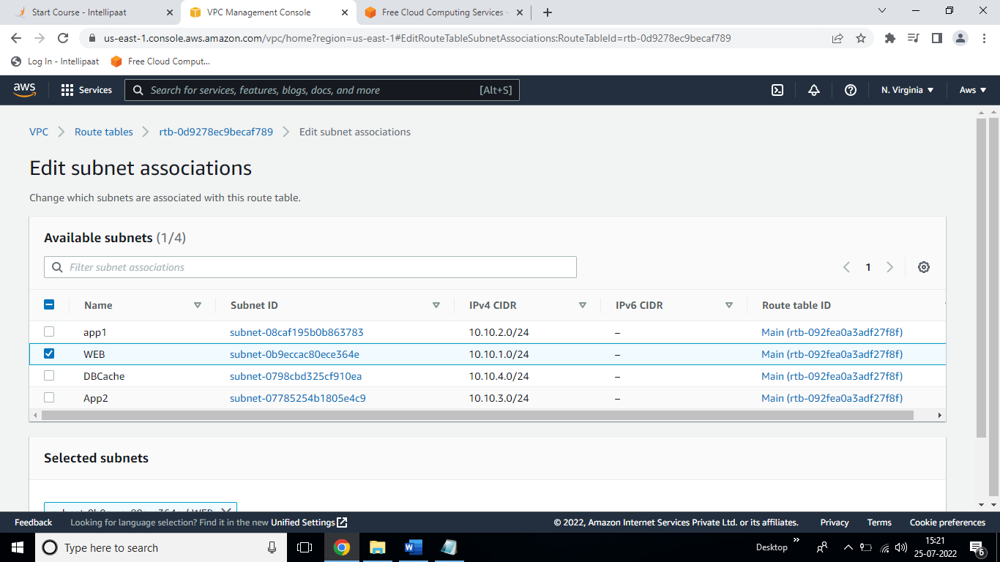 Start Course - Intellipaat
VPC Management Console
Free Cloud Computing Services -
us-east-1.console.aws.amazon.com/vpc/home?region=us-east-1#EditRouteTableSubnetAssociations:RouteTableId=rtb-0d9278ec9becaf789
Log In - Intellipaat
Free Cloud Comput...
aws
Services
Search for services, features, blogs, docs, and more
[Alt+S]
N. Virginia
Aws
VPC
Route tables
rtb-0d9278ec9becaf789
Edit subnet associations
Edit subnet associations
Change which subnets are associated with this route table.
Available subnets (1/4)
Filter subnet associations
1
Name Subnet ID IPv4 CIDR IPv6 CIDR Route table ID
app1 subnet-08caf195b0b863783 10.10.2.0/24 – Main (rtb-092fea0a3adf27f8f)
WEB subnet-0b9eccac80ece364e 10.10.1.0/24 – Main (rtb-092fea0a3adf27f8f)
DBCache subnet-0798cbd325cf910ea 10.10.4.0/24 – Main (rtb-092fea0a3adf27f8f)
App2 subnet-07785254b1805e4c9 10.10.3.0/24 – Main (rtb-092fea0a3adf27f8f)
Selected subnets
Feedback
Looking for language selection? Find it in the new Unified Settings
© 2022, Amazon Internet Services Private Ltd. or its affiliates.
Privacy
Terms
Cookie preferences
Type here to search
Desktop
15:21
25-07-2022
6